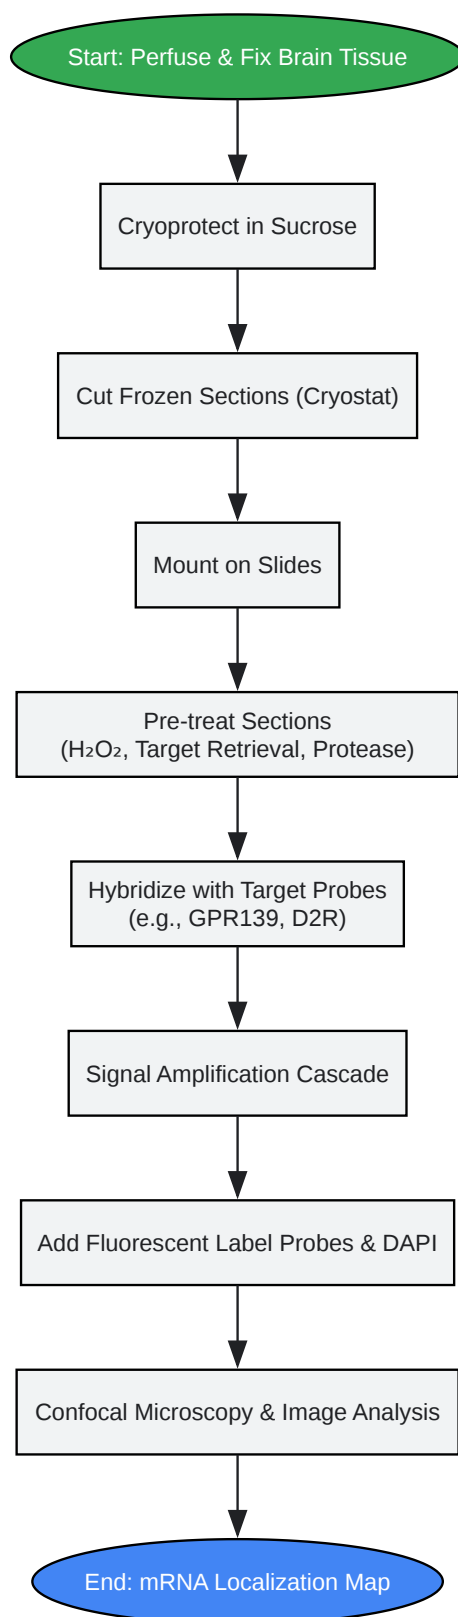 Start: Perfuse & Fix Brain Tissue
Cryoprotect in Sucrose
Cut Frozen Sections (Cryostat)
Mount on Slides
Pre-treat Sections
(H₂O₂, Target Retrieval, Protease)
Hybridize with Target Probes
(e.g., GPR139, D2R)
Signal Amplification Cascade
Add Fluorescent Label Probes & DAPI
Confocal Microscopy & Image Analysis
End: mRNA Localization Map